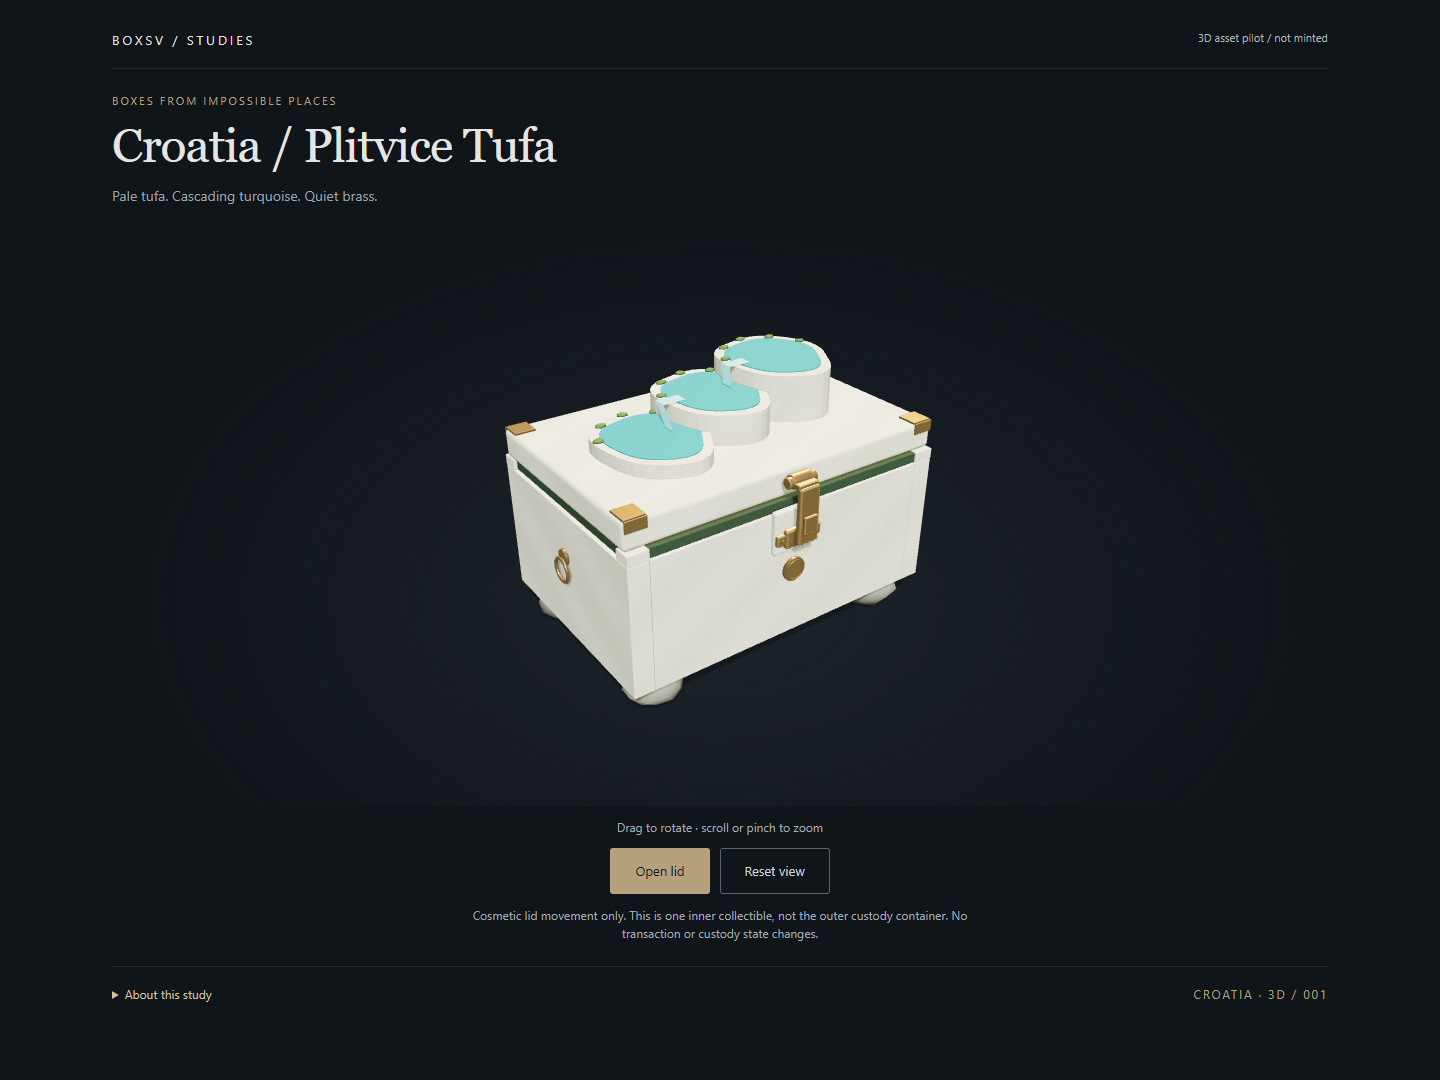 BOXSV / STUDIES
3D asset pilot / not minted
BOXES FROM IMPOSSIBLE PLACES
Croatia / Plitvice Tufa
Pale tufa. Cascading turquoise. Quiet brass.
Drag to rotate · scroll or pinch to zoom
Open lid
Reset view
Cosmetic lid movement only. This is one inner collectible, not the outer custody container. No
transaction or custody state changes.
About this study
CROATIA · 3D / 001